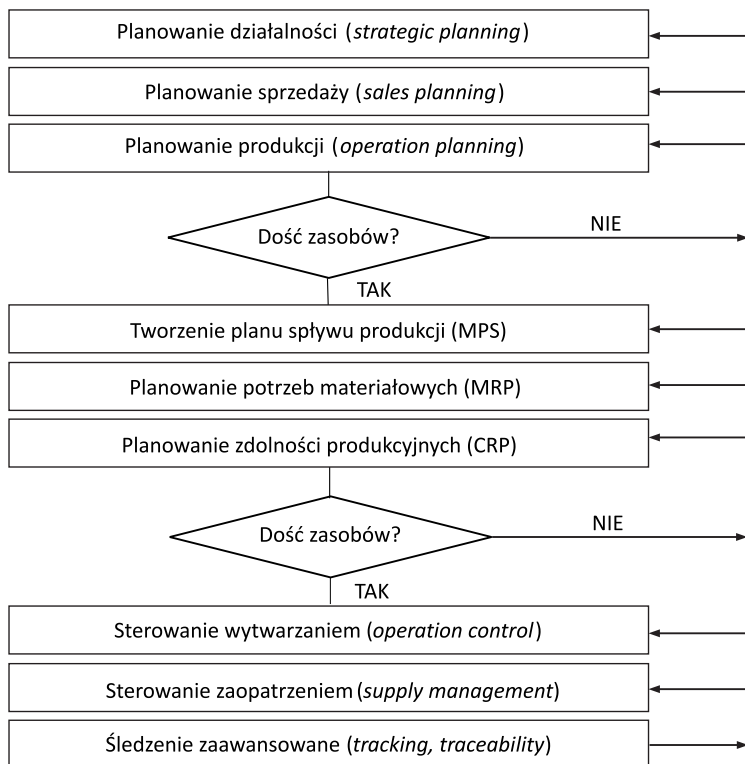 Planowanie działalności (strategic planning)
Planowanie sprzedaży (sales planning)
Planowanie produkcji (operation planning)
Dość zasobów?
NIE
TAK
Tworzenie planu spływu produkcji (MPS)
Planowanie potrzeb materiałowych (MRP)
Planowanie zdolności produkcyjnych (CRP)
Dość zasobów?
NIE
TAK
Sterowanie wytwarzaniem (operation control)
Sterowanie zaopatrzeniem (supply management)
Śledzenie zaawansowane (tracking, traceability)